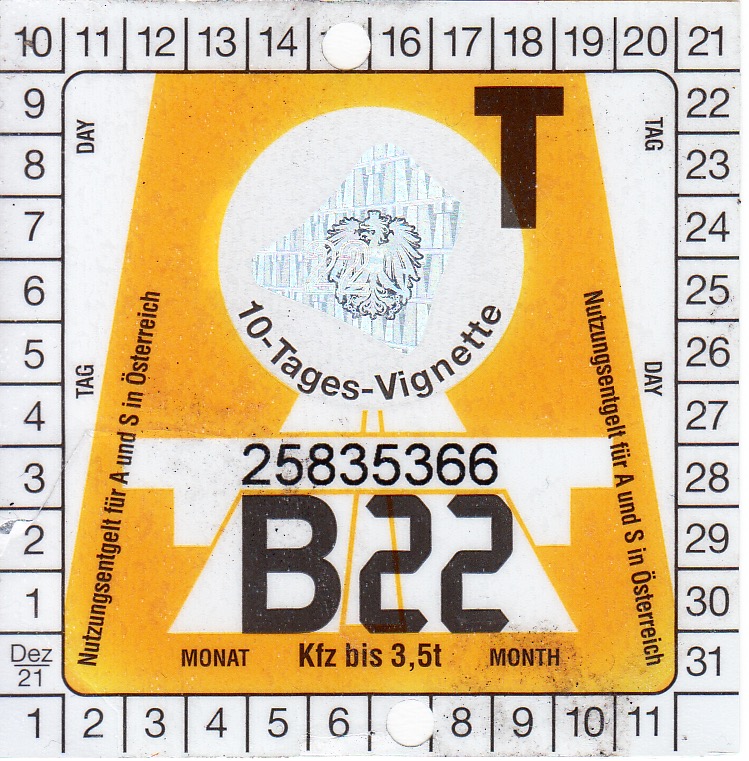 10 11 12 13 14 16 17 18 19 20 21
9 22
8 23
7 24
6 25
5 26
4 27
3 28
2 29
1 30
Dez
21
31
1 2 3 4 5 6 8 9 10 11
DAY
TAG
T
TAG
DAY
Nutzungsentgelt für A und S in Österreich
Nutzungsentgelt für A und S in Österreich
10-Tages-Vignette
25835366
B22
MONAT Kfz bis 3,5t MONTH